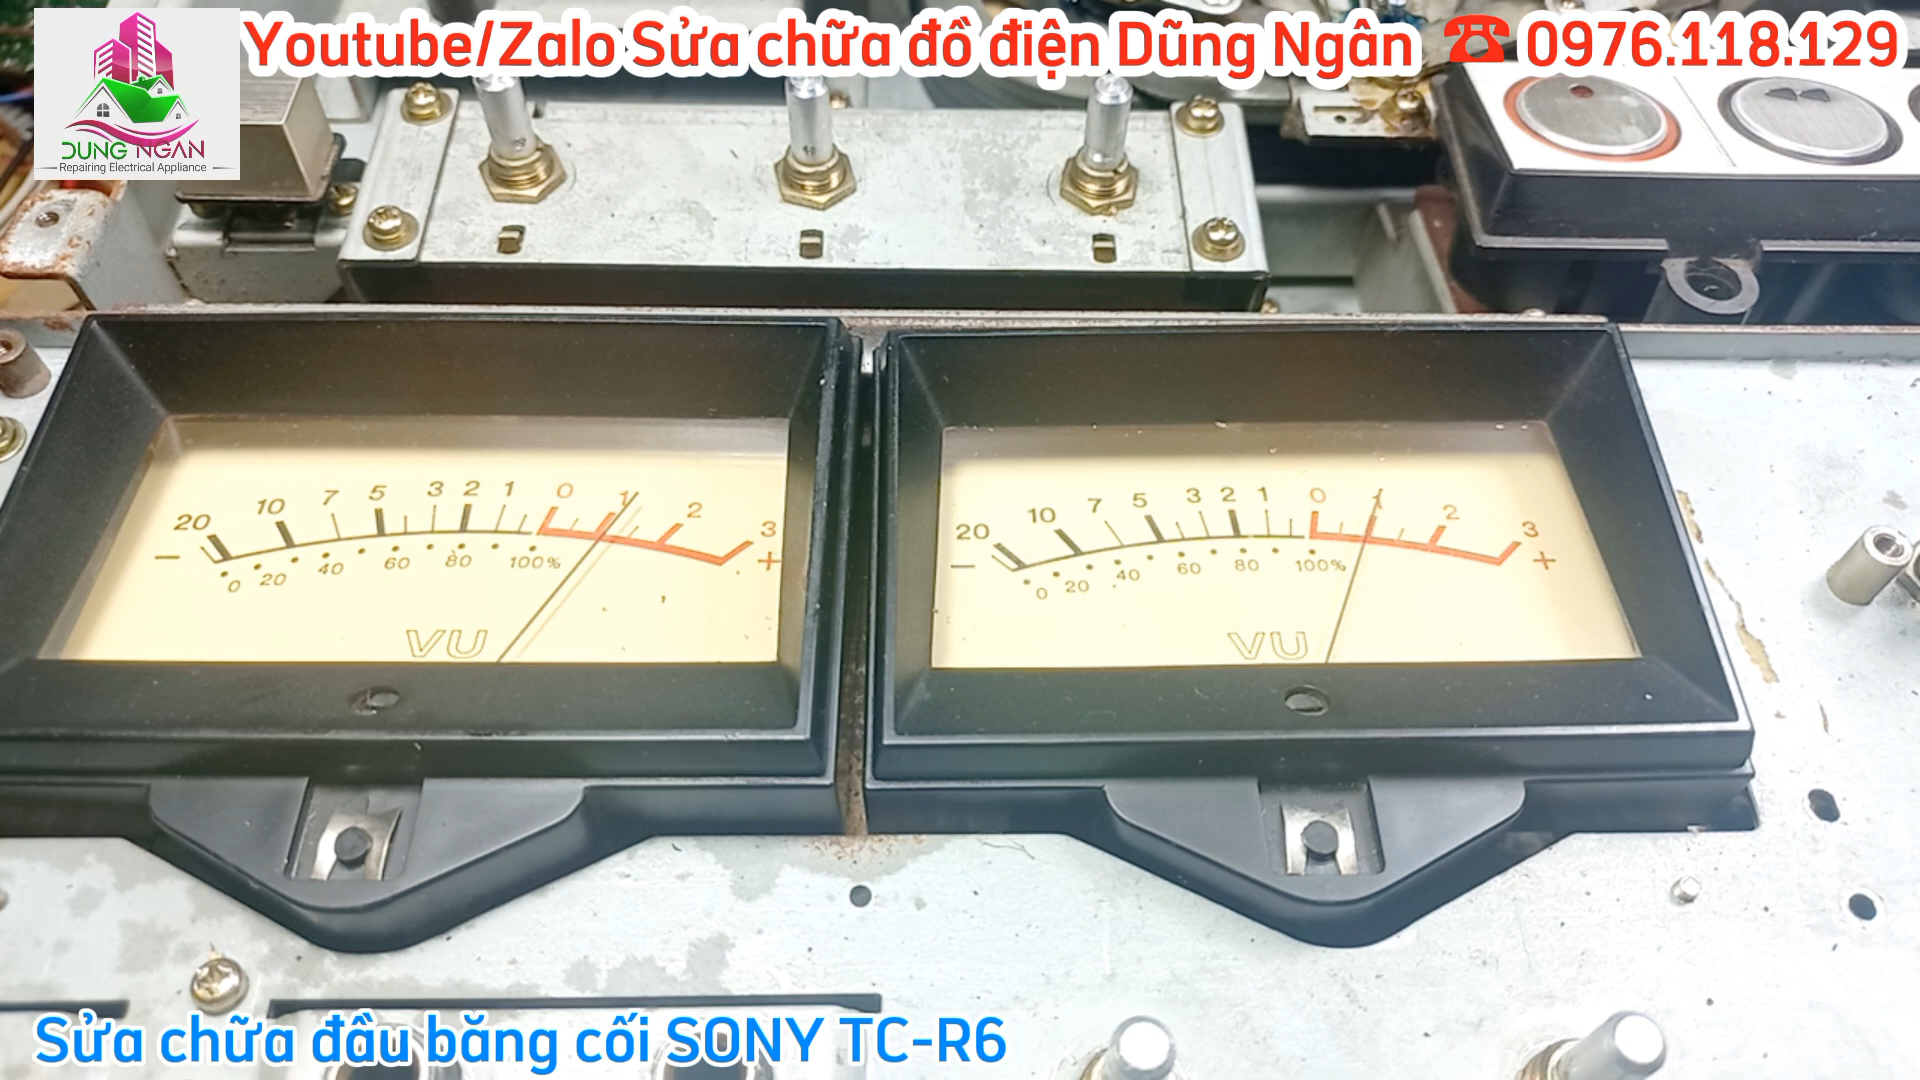 Youtube/Zalo Sửa chữa đồ điện Dũng Ngân ☎ 0976.118.129
DUNG NGAN
Repairing Electrical Appliance
20 10 7 5 3 2 1 0 1 2 3
− +
0 20 40 60 80 100%
VU
20 10 7 5 3 2 1 0 1 2 3
− +
0 20 40 60 80 100%
VU
Sửa chữa đầu băng cối SONY TC-R6